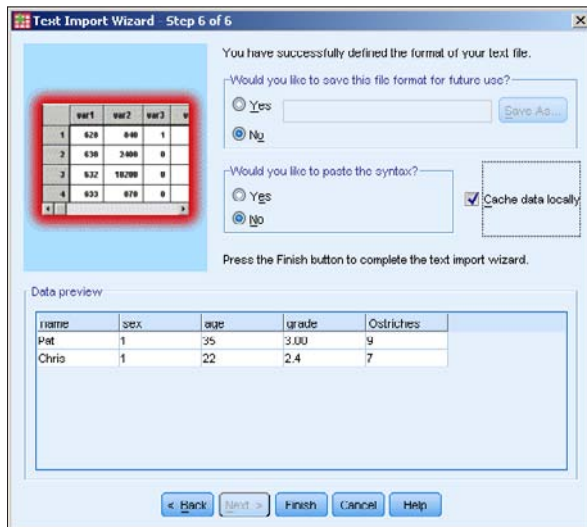 Text Import Wizard - Step 6 of 6
You have successfully defined the format of your text file.
Would you like to save this file format for future use?
Yes
Save As...
No
var1 var2 var3 v
1 620 840 1
2 630 2400 0
3 632 10200 0
4 633 870 0
Would you like to paste the syntax?
Yes
No
Cache data locally
Press the Finish button to complete the text import wizard.
Data preview
name sex age grade Ostriches
Pat 1 35 3.00 9
Chris 1 22 2.4 7
< Back Next > Finish Cancel Help